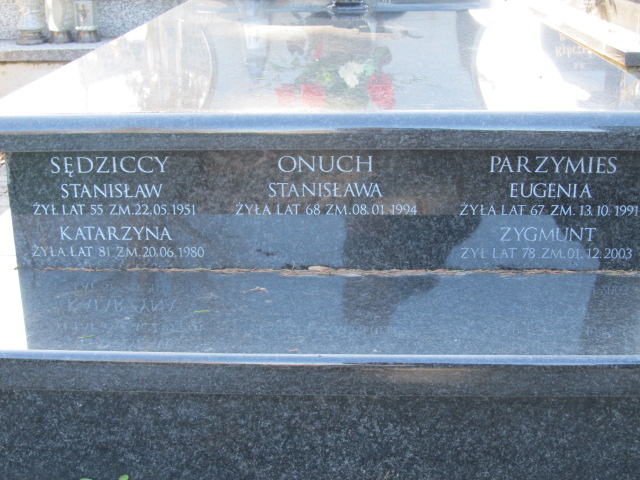 SĘDZICCY
STANISŁAW
ŻYŁ LAT 55 ZM. 22.05.1951
KATARZYNA
ŻYŁA LAT 81 ZM. 20.06.1980
ONUCH
STANISŁAWA
ŻYŁA LAT 68 ZM. 08.01.1994
PARZYMIES
EUGENIA
ŻYŁA LAT 67 ZM. 13.10.1991
ZYGMUNT
ŻYŁ LAT 78 ZM. 01.12.2003